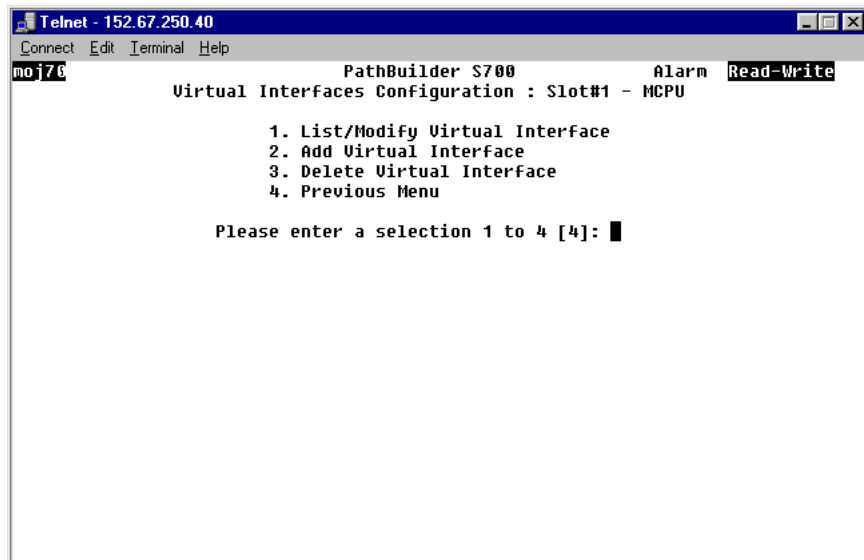 Telnet - 152.67.250.40
Connect Edit Terminal Help
moj70 PathBuilder S700 Alarm Read-Write
Virtual Interfaces Configuration : Slot#1 - MCPU
1. List/Modify Virtual Interface
2. Add Virtual Interface
3. Delete Virtual Interface
4. Previous Menu
Please enter a selection 1 to 4 [4]: